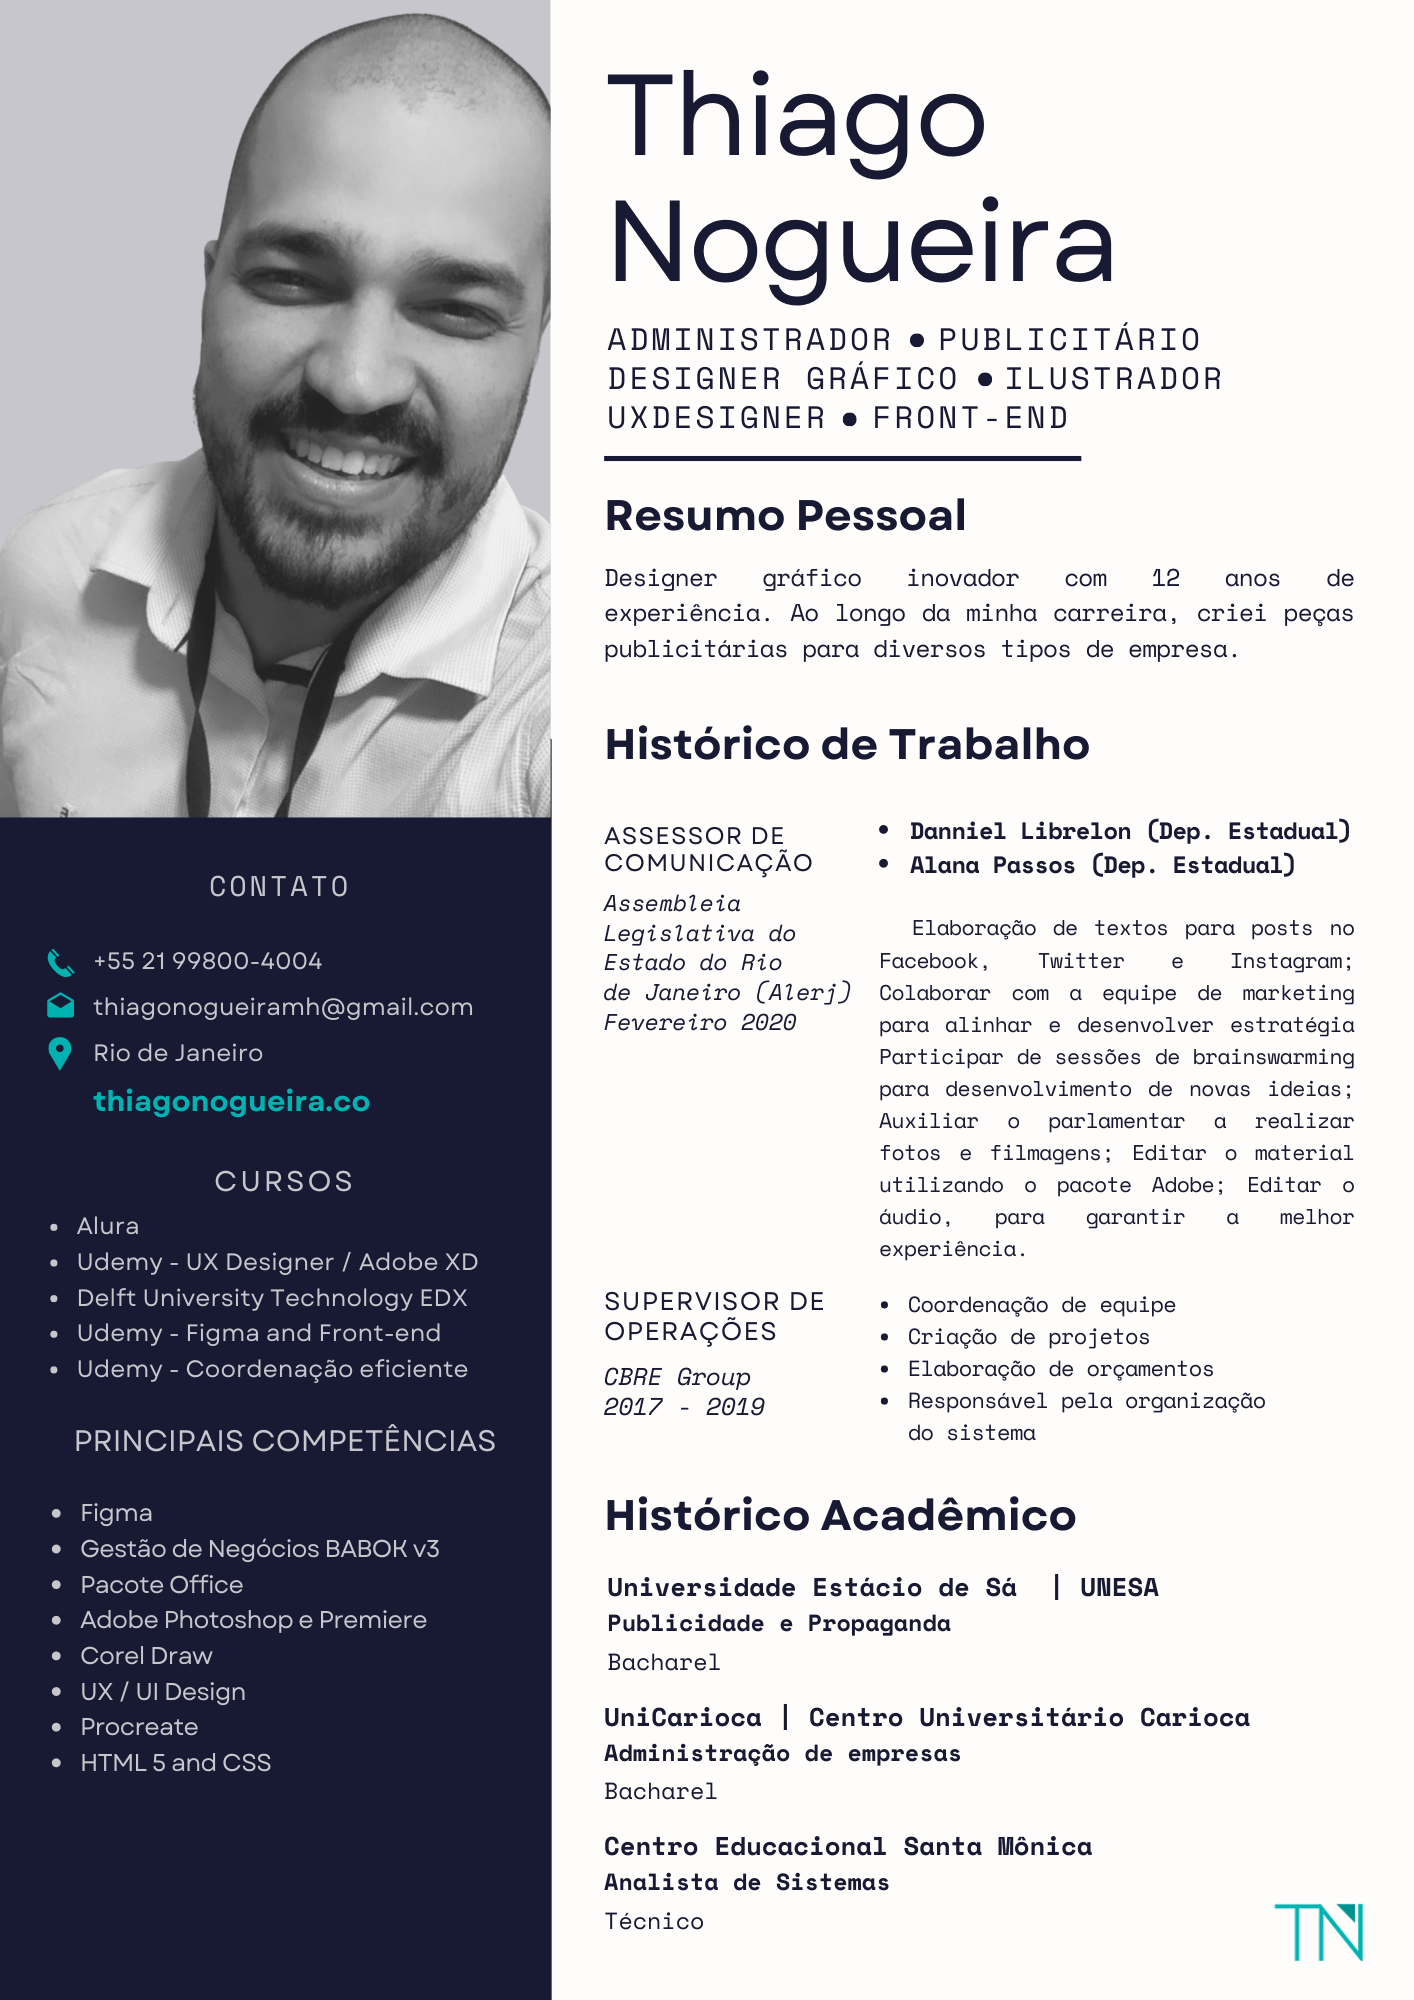 Thiago
Nogueira
ADMINISTRADOR • PUBLICITÁRIO
DESIGNER GRÁFICO • ILUSTRADOR
UXDESIGNER • FRONT-END
Resumo Pessoal
Designer gráfico inovador com 12 anos de
experiência. Ao longo da minha carreira, criei peças
publicitárias para diversos tipos de empresa.
Histórico de Trabalho
ASSESSOR DE
COMUNICAÇÃO
Assembleia
Legislativa do
Estado do Rio
de Janeiro (Alerj)
Fevereiro 2020
• Danniel Librelon (Dep. Estadual)
• Alana Passos (Dep. Estadual)
Elaboração de textos para posts no
Facebook, Twitter e Instagram;
Colaborar com a equipe de marketing
para alinhar e desenvolver estratégia
Participar de sessões de brainswarming
para desenvolvimento de novas ideias;
Auxiliar o parlamentar a realizar
fotos e filmagens; Editar o material
utilizando o pacote Adobe; Editar o
áudio, para garantir a melhor
experiência.
SUPERVISOR DE
OPERAÇÕES
CBRE Group
2017 - 2019
• Coordenação de equipe
• Criação de projetos
• Elaboração de orçamentos
• Responsável pela organização
do sistema
Histórico Acadêmico
Universidade Estácio de Sá | UNESA
Publicidade e Propaganda
Bacharel
UniCarioca | Centro Universitário Carioca
Administração de empresas
Bacharel
Centro Educacional Santa Mônica
Analista de Sistemas
Técnico
TN
CONTATO
+55 21 99800-4004
thiagonogueiramh@gmail.com
Rio de Janeiro
thiagonogueira.co
CURSOS
• Alura
• Udemy - UX Designer / Adobe XD
• Delft University Technology EDX
• Udemy - Figma and Front-end
• Udemy - Coordenação eficiente
PRINCIPAIS COMPETÊNCIAS
• Figma
• Gestão de Negócios BABOK v3
• Pacote Office
• Adobe Photoshop e Premiere
• Corel Draw
• UX / UI Design
• Procreate
• HTML 5 and CSS